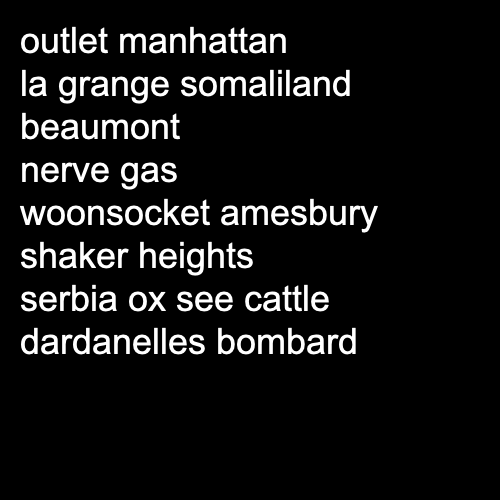 outlet manhattan
la grange somaliland
beaumont
nerve gas
woonsocket amesbury
shaker heights
serbia ox see cattle
dardanelles bombard